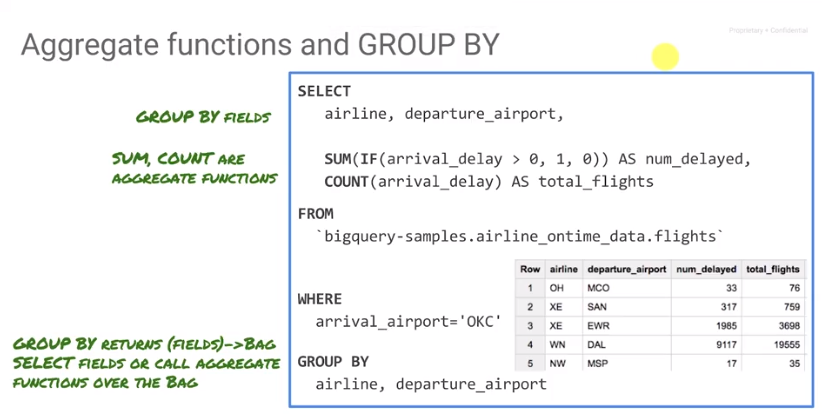 Proprietary + Confidential
Aggregate functions and GROUP BY
SELECT
GROUP BY FIELDS
airline, departure_airport,
SUM, COUNT ARE
AGGREGATE FUNCTIONS
SUM(IF(arrival_delay > 0, 1, 0)) AS num_delayed,
COUNT(arrival_delay) AS total_flights
FROM
`bigquery-samples.airline_ontime_data.flights`
WHERE
arrival_airport='OKC'
Row airline departure_airport num_delayed total_flights
1 OH MCO 33 76
2 XE SAN 317 759
3 XE EWR 1985 3698
4 WN DAL 9117 19555
5 NW MSP 17 35
GROUP BY RETURNS (FIELDS)->BAG
SELECT FIELDS OR CALL AGGREGATE
FUNCTIONS OVER THE BAG
GROUP BY
airline, departure_airport